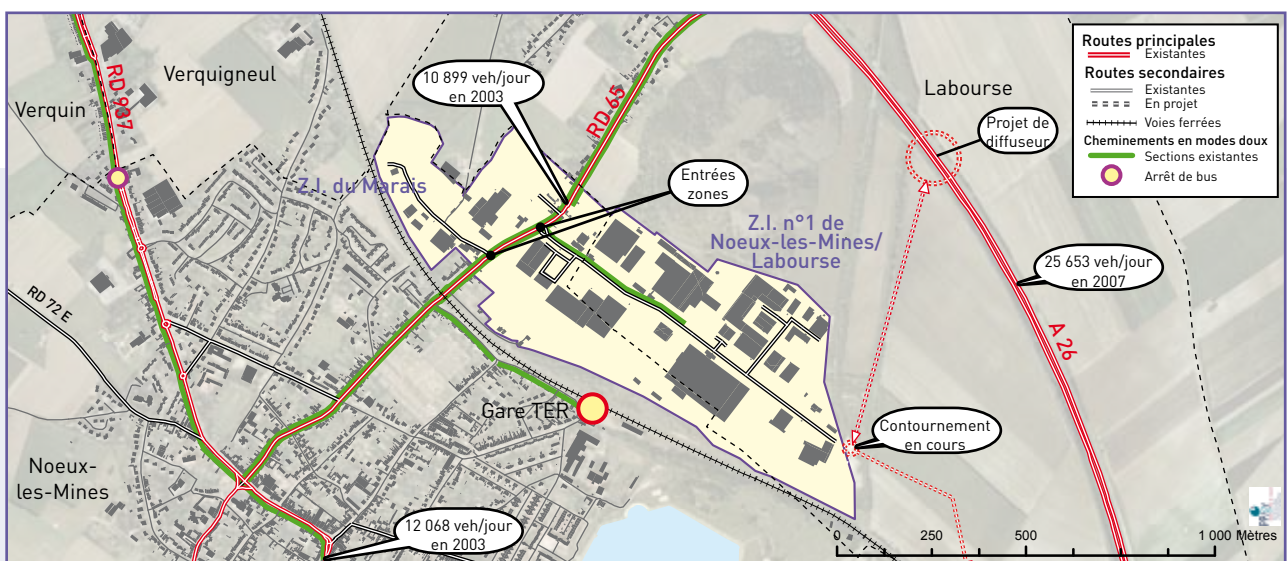 Verquigneul
Verquin
RD 937
10 899 veh/jour
en 2003
RD 65
Labourse
Projet de
diffuseur
Routes principales
Existantes
Routes secondaires
Existantes
En projet
Voies ferrées
Cheminements en modes doux
Sections existantes
Arrêt de bus
Z.I. du Marais
Entrées
zones
Z.I. n°1 de
Noeux-les-Mines/
Labourse
25 653 veh/jour
en 2007
A 26
RD 72 E
Gare TER
Contournement
en cours
Noeux-
les-Mines
12 068 veh/jour
en 2003
0 250 500 1 000 Mètres